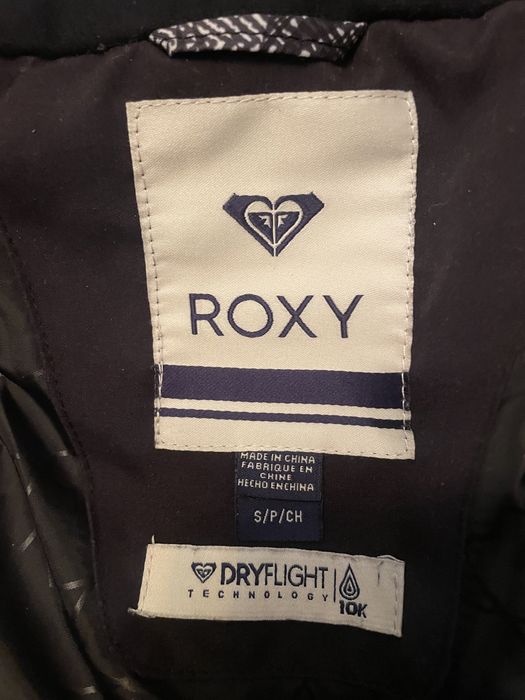 ROXY
MADE IN CHINA
FABRIQUE EN
CHINE
HECHO EN CHINA
S/P/CH
DRYFLIGHT
TECHNOLOGY
10K